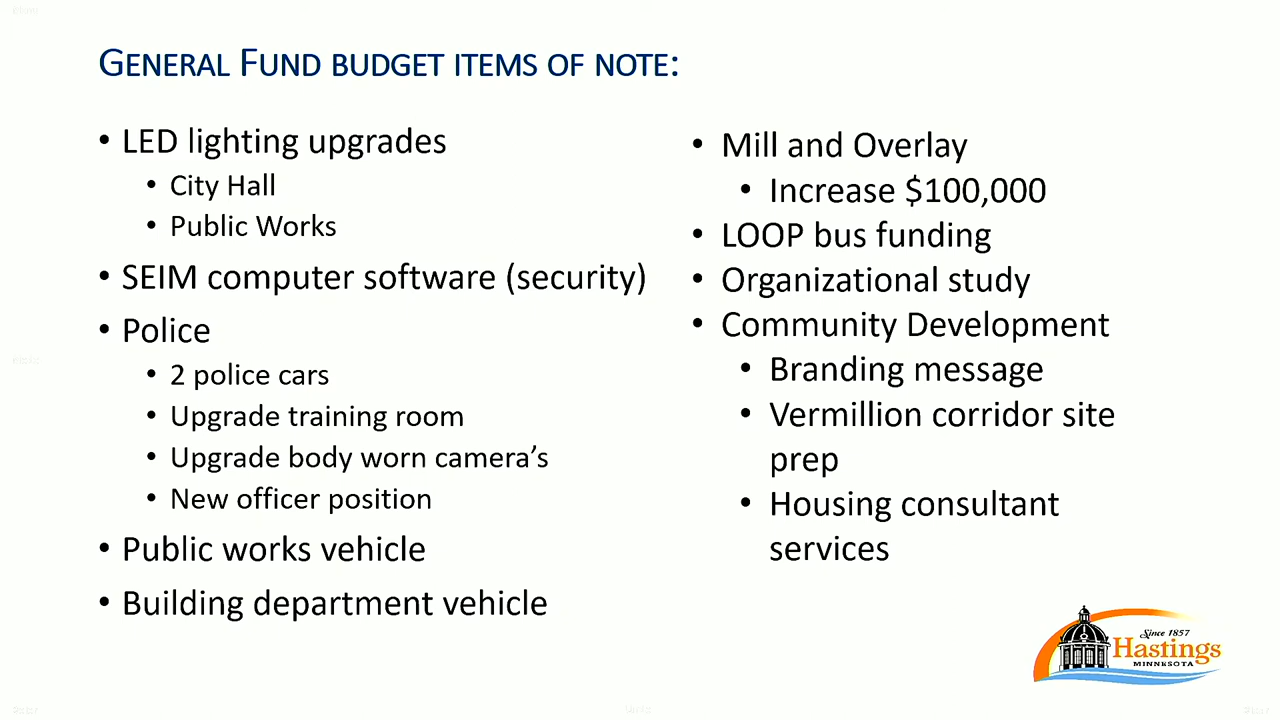 GENERAL FUND BUDGET ITEMS OF NOTE:
• LED lighting upgrades
• City Hall
• Public Works
• SEIM computer software (security)
• Police
• 2 police cars
• Upgrade training room
• Upgrade body worn camera’s
• New officer position
• Public works vehicle
• Building department vehicle
• Mill and Overlay
• Increase $100,000
• LOOP bus funding
• Organizational study
• Community Development
• Branding message
• Vermillion corridor site
prep
• Housing consultant
services
Since 1857
Hastings
MINNESOTA